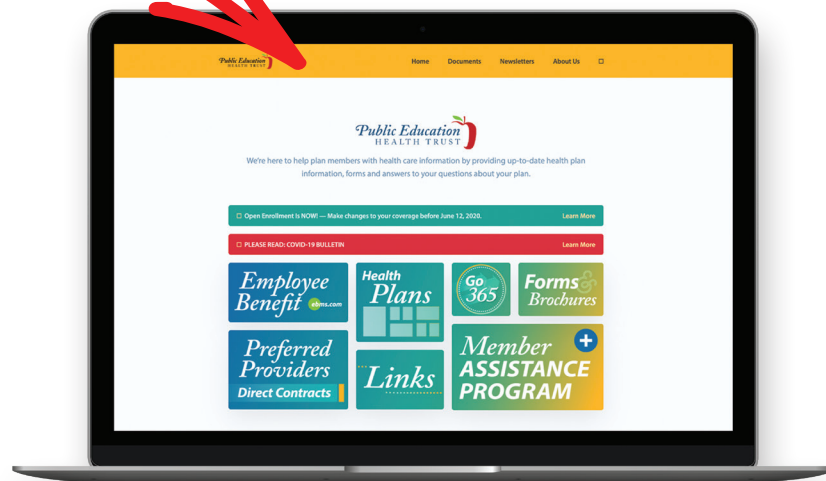 Public Education
HEALTH TRUST
Home Documents Newsletters About Us
Public Education
HEALTH TRUST
We're here to help plan members with health care information by providing up-to-date health plan
information, forms and answers to your questions about your plan.
Open Enrollment is NOW! — Make changes to your coverage before June 12, 2020. Learn More
PLEASE READ: COVID-19 BULLETIN Learn More
Employee
Benefit ebms.com
Health
Plans
Go
365
Forms
Brochures
Preferred
Providers
Direct Contracts
Links
Member
ASSISTANCE
PROGRAM